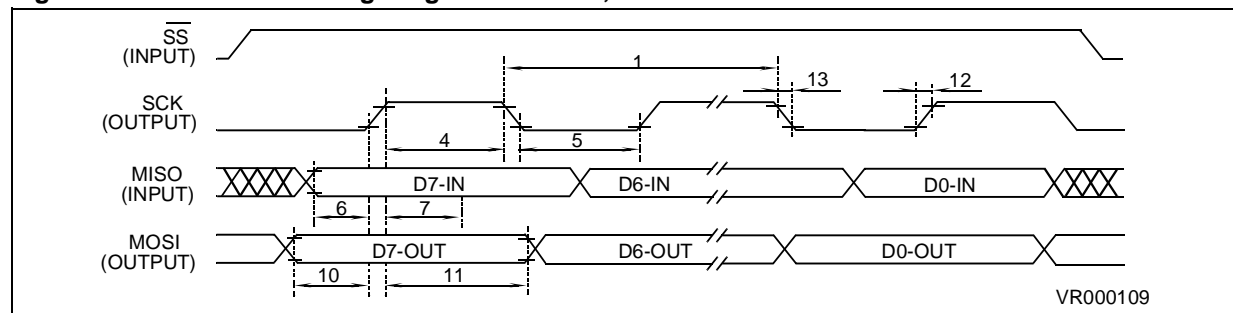 SS
(INPUT)
1
13
12
SCK
(OUTPUT)
4
5
MISO
(INPUT)
D7-IN
D6-IN
D0-IN
6
7
MOSI
(OUTPUT)
D7-OUT
D6-OUT
D0-OUT
10
11
VR000109